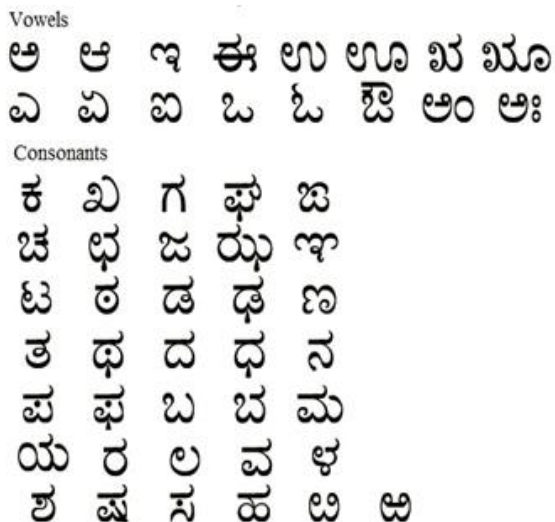 Vowels
ಅ ಆ ಇ ಈ ಉ ಊ ಋ ೠ
ಎ ಏ ಐ ಒ ಓ ಔ ಅಂ ಅಃ
Consonants
ಕ ಖ ಗ ಘ ಙ
ಚ ಛ ಜ ಝ ಞ
ಟ ಠ ಡ ಢ ಣ
ತ ಥ ದ ಧ ನ
ಪ ಫ ಬ ಬ ಮ
ಯ ರ ಲ ವ ಳ
ಶ ಷ ಸ ಹ ೞ ಱ